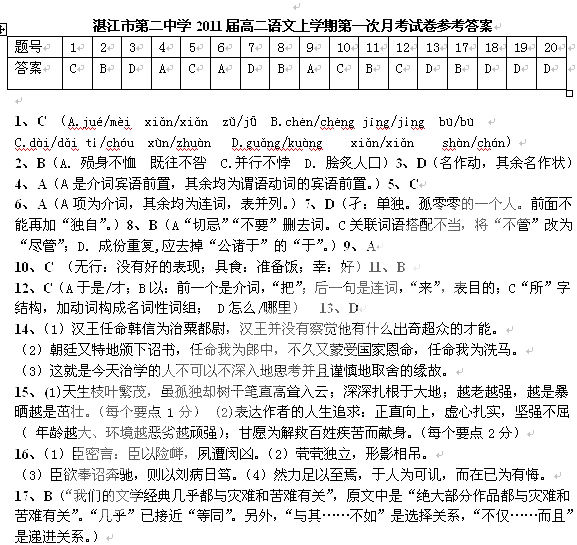 湛江市第二中学2011届高二语文上学期第一次月考试卷参考答案
题号 1 2 3 4 5 6 7 8 9 10 11 12 13 17 18 19 20
答案 C B D A C A D B A C B C D B D D D
1、C （A.jué/mèi xiǎn/xiǎn zǔ/jǔ B.chén/chèng jīng/jìng bǔ/bǔ
C.dài/dǎi tì/chóu xùn/zhuàn D.guǎng/kuàng xiǎn/xiǎn shàn/chán）
2、B（A. 殒身不恤 既往不咎 C.并行不悖 D. 脍炙人口）3、D（名作动，其余名作状）
4、A（A是介词宾语前置，其余均为谓语动词的宾语前置。）5、C
6、A（A项为介词，其余均为连词，表并列。）7、D（孑：单独。孤零零的一个人。前面不
能再加“独自”。）8、B（A“切忌”“不要”删去词。C关联词语搭配不当，将“不管”改为
“尽管”；D. 成份重复,应去掉“公诸于”的“于”。）9、A
10、C （无行：没有好的表现；具食：准备饭；幸：好）11、B
12、C（A于是/才；B以：前一个是介词，“把”；后一句是连词，“来”，表目的；C“所”字
结构，加动词构成名词性词组； D怎么/哪里） 13、D
14、（1）汉王任命韩信为治粟都尉，汉王并没有察觉他有什么出奇超众的才能。
（2）朝廷又特地颁下诏书，任命我为郎中，不久又蒙受国家恩命，任命我为洗马。
（3）这就是今天治学的人不可以不深入地思考并且谨慎地取舍的缘故。
15、(1)天生枝叶繁茂，虽孤独却树干笔直高耸入云；深深扎根于大地；越老越强，越是暴
晒越是茁壮。（每个要点1分） (2)表达作者的人生追求：正直向上，虚心扎实，坚强不屈
（ 年龄越大、环境越恶劣越顽强）；甘愿为解救百姓疾苦而献身。（每个要点2分）
16、（1）臣密言：臣以险衅，夙遭闵凶。（2）茕茕独立，形影相吊。
（3）臣欲奉诏奔驰，则以刘病日笃。（4）然力足以至焉，于人为可讥，而在已为有悔。
17、B（“我们的文学经典几乎都与灾难和苦难有关”，原文中是“绝大部分作品都与灾难和
苦难有关”。“几乎”已接近“等同”。另外，“与其……不如”是选择关系，“不仅……而且”
是递进关系。）